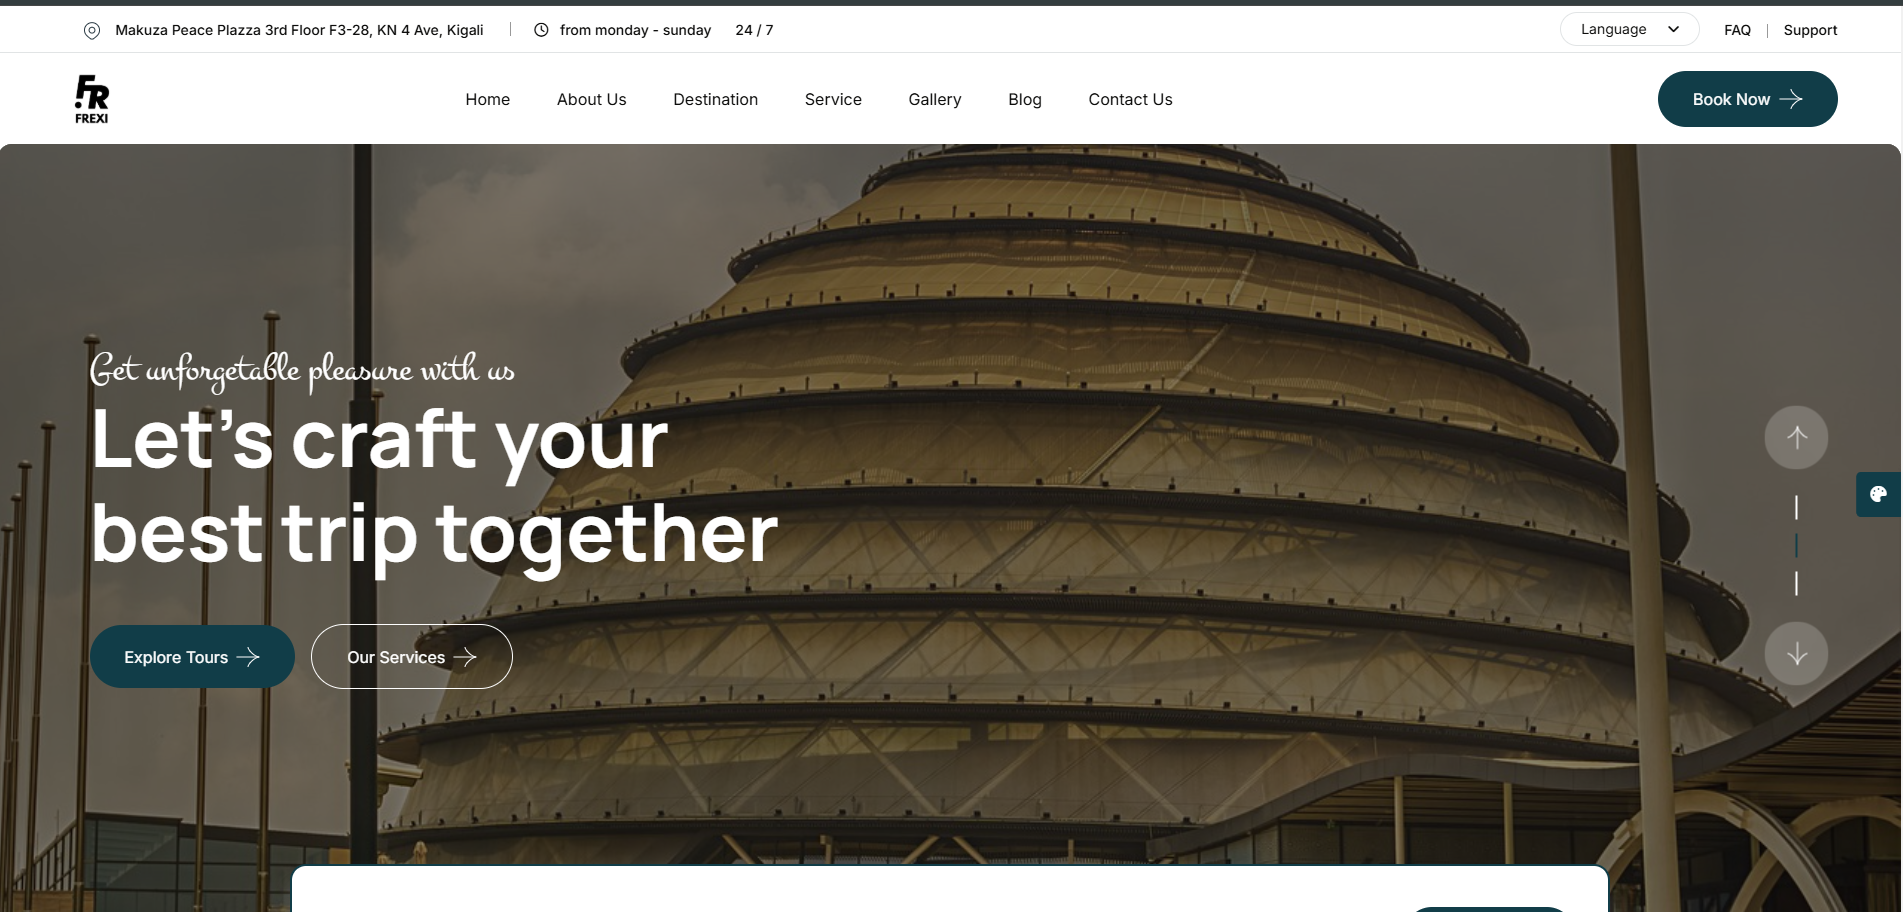 Makuza Peace Plazza 3rd Floor F3-28, KN 4 Ave, Kigali
from monday - sunday 24 / 7
Language
FAQ
Support
FR
FREXI
Home
About Us
Destination
Service
Gallery
Blog
Contact Us
Book Now
Get unforgetable pleasure with us
Let’s craft your
best trip together
Explore Tours
Our Services